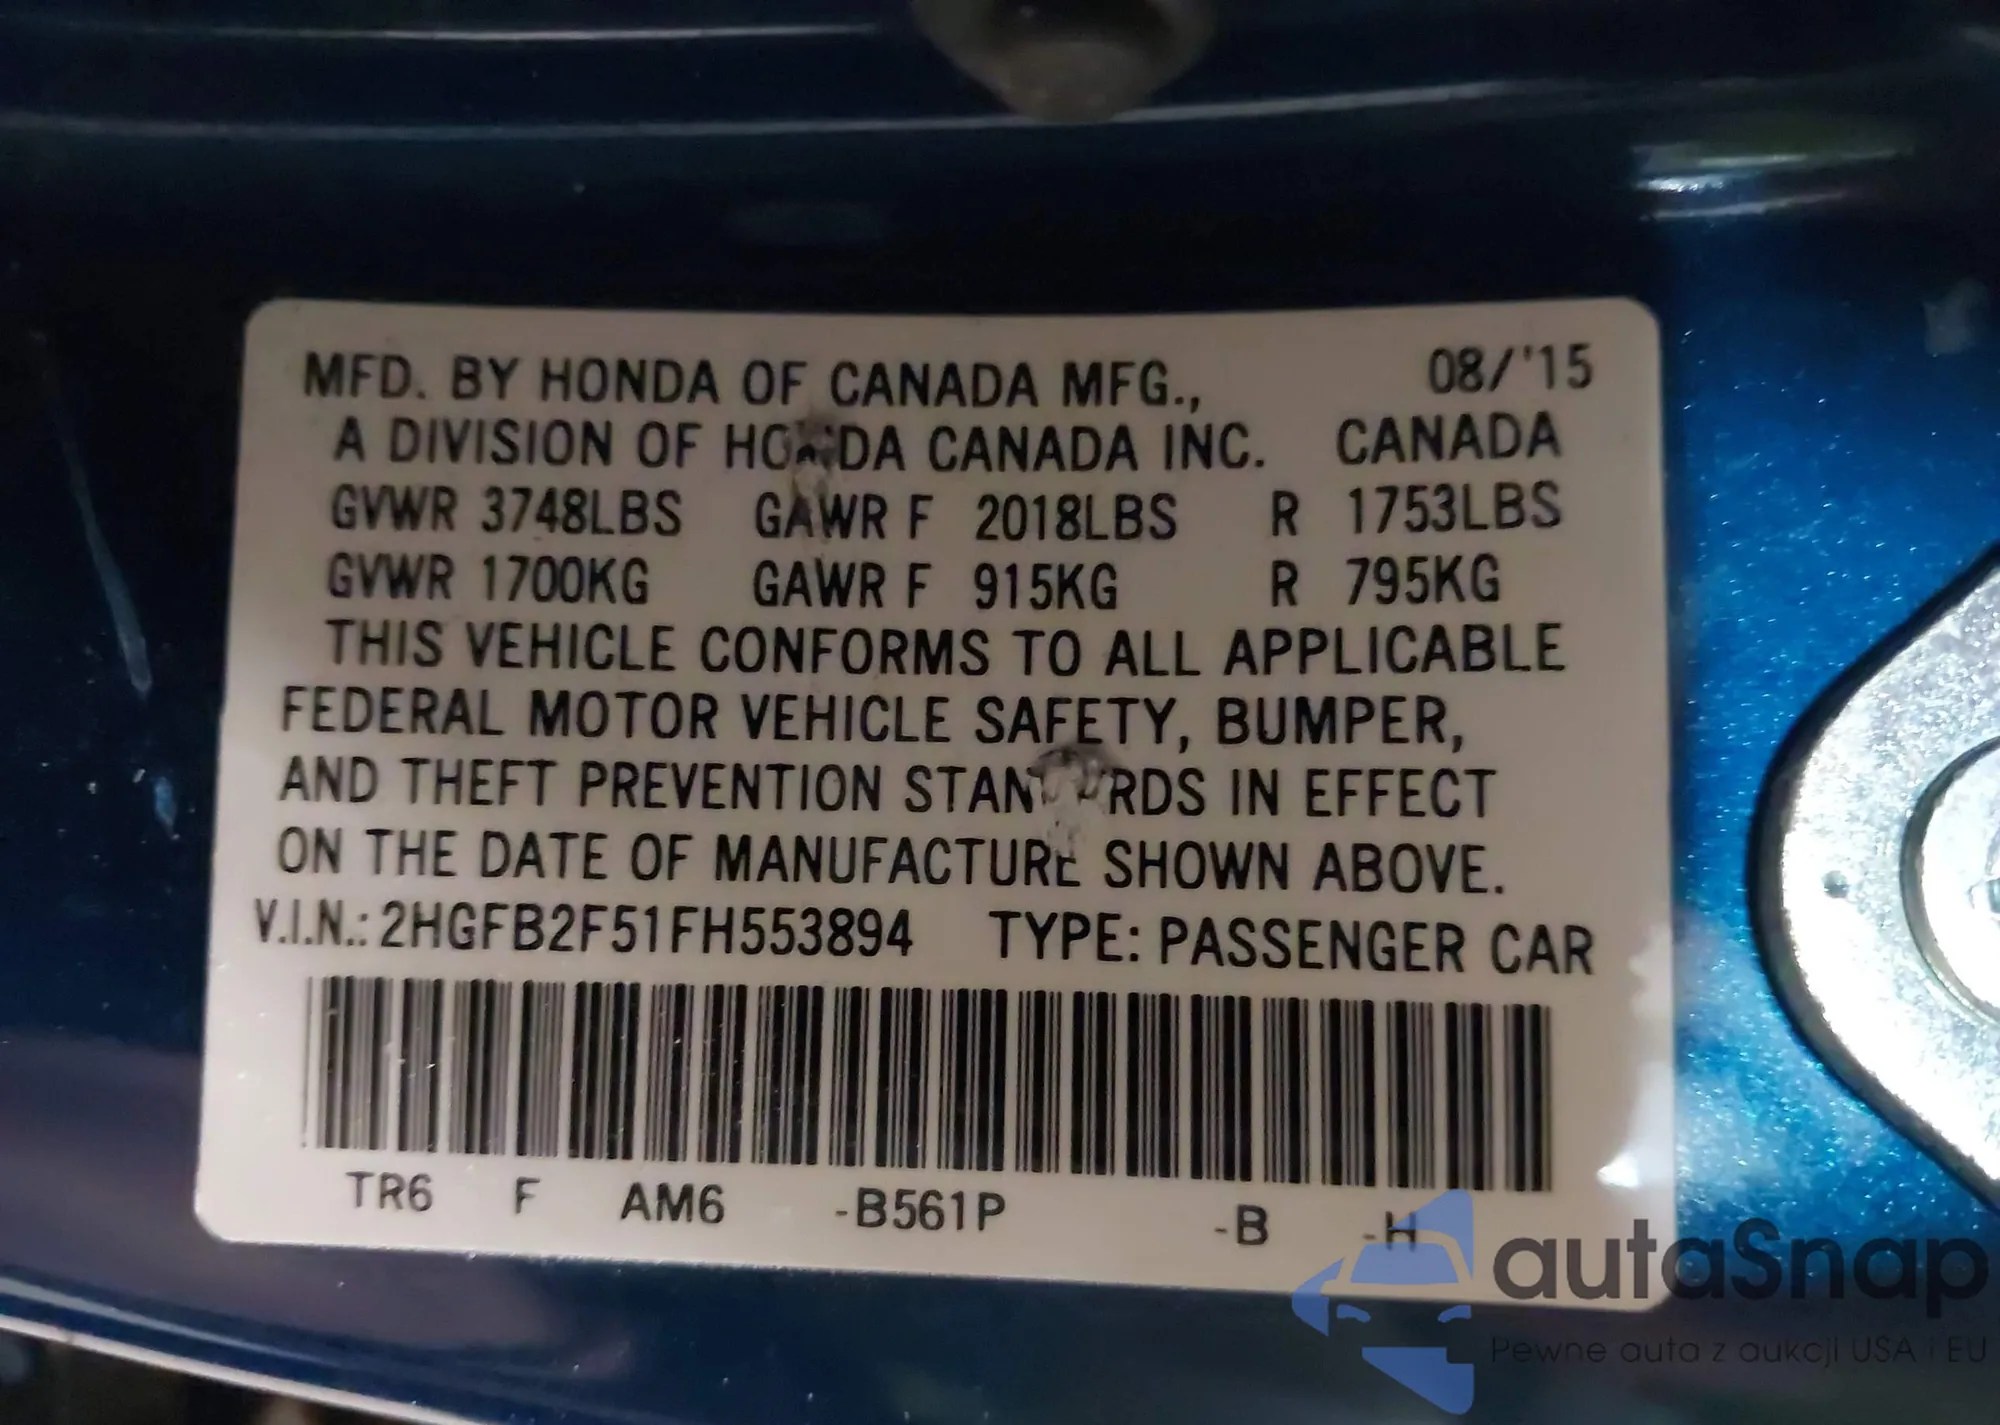 MFD. BY HONDA OF CANADA MFG., 08/'15
A DIVISION OF HONDA CANADA INC. CANADA
GVWR 3748LBS GAWR F 2018LBS R 1753LBS
GVWR 1700KG GAWR F 915KG R 795KG
THIS VEHICLE CONFORMS TO ALL APPLICABLE
FEDERAL MOTOR VEHICLE SAFETY, BUMPER,
AND THEFT PREVENTION STANDARDS IN EFFECT
ON THE DATE OF MANUFACTURE SHOWN ABOVE.
V.I.N.: 2HGFB2F51FH553894 TYPE: PASSENGER CAR
TR6 F AM6 -B561P -B -H
autaSnap
Pewne auta z aukcji USA i EU